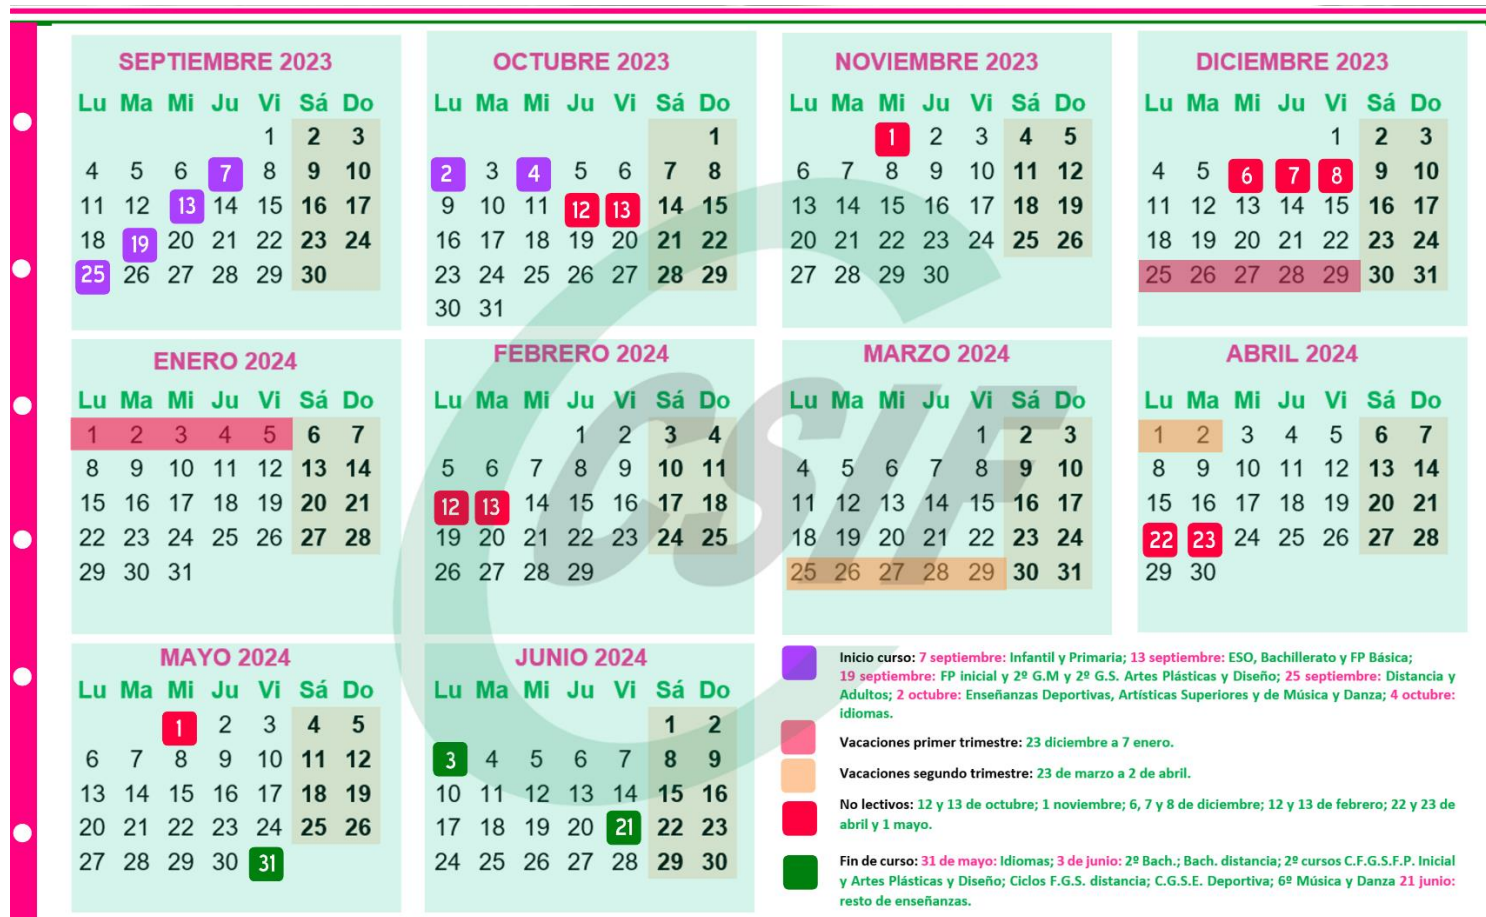 SEPTIEMBRE 2023
Lu Ma Mi Ju Vi Sá Do
1 2 3
4 5 6 7 8 9 10
11 12 13 14 15 16 17
18 19 20 21 22 23 24
25 26 27 28 29 30
OCTUBRE 2023
Lu Ma Mi Ju Vi Sá Do
1
2 3 4 5 6 7 8
9 10 11 12 13 14 15
16 17 18 19 20 21 22
23 24 25 26 27 28 29
30 31
NOVIEMBRE 2023
Lu Ma Mi Ju Vi Sá Do
1 2 3 4 5
6 7 8 9 10 11 12
13 14 15 16 17 18 19
20 21 22 23 24 25 26
27 28 29 30
DICIEMBRE 2023
Lu Ma Mi Ju Vi Sá Do
1 2 3
4 5 6 7 8 9 10
11 12 13 14 15 16 17
18 19 20 21 22 23 24
25 26 27 28 29 30 31
ENERO 2024
Lu Ma Mi Ju Vi Sá Do
1 2 3 4 5 6 7
8 9 10 11 12 13 14
15 16 17 18 19 20 21
22 23 24 25 26 27 28
29 30 31
FEBRERO 2024
Lu Ma Mi Ju Vi Sá Do
1 2 3 4
5 6 7 8 9 10 11
12 13 14 15 16 17 18
19 20 21 22 23 24 25
26 27 28 29
MARZO 2024
Lu Ma Mi Ju Vi Sá Do
1 2 3
4 5 6 7 8 9 10
11 12 13 14 15 16 17
18 19 20 21 22 23 24
25 26 27 28 29 30 31
ABRIL 2024
Lu Ma Mi Ju Vi Sá Do
1 2 3 4 5 6 7
8 9 10 11 12 13 14
15 16 17 18 19 20 21
22 23 24 25 26 27 28
29 30
CSIF
MAYO 2024
Lu Ma Mi Ju Vi Sá Do
1 2 3 4 5
6 7 8 9 10 11 12
13 14 15 16 17 18 19
20 21 22 23 24 25 26
27 28 29 30 31
JUNIO 2024
Lu Ma Mi Ju Vi Sá Do
1 2
3 4 5 6 7 8 9
10 11 12 13 14 15 16
17 18 19 20 21 22 23
24 25 26 27 28 29 30
Inicio curso: 7 septiembre: Infantil y Primaria; 13 septiembre: ESO, Bachillerato y FP Básica;
19 septiembre: FP inicial y 2º G.M y 2º G.S. Artes Plásticas y Diseño; 25 septiembre: Distancia y
Adultos; 2 octubre: Enseñanzas Deportivas, Artísticas Superiores y de Música y Danza; 4 octubre:
idiomas.
Vacaciones primer trimestre: 23 diciembre a 7 enero.
Vacaciones segundo trimestre: 23 de marzo a 2 de abril.
No lectivos: 12 y 13 de octubre; 1 noviembre; 6, 7 y 8 de diciembre; 12 y 13 de febrero; 22 y 23 de
abril y 1 mayo.
Fin de curso: 31 de mayo: Idiomas; 3 de junio: 2º Bach.; Bach. distancia; 2º cursos C.F.G.S.F.P. Inicial
y Artes Plásticas y Diseño; Ciclos F.G.S. distancia; C.G.S.E. Deportiva; 6º Música y Danza 21 junio:
resto de enseñanzas.